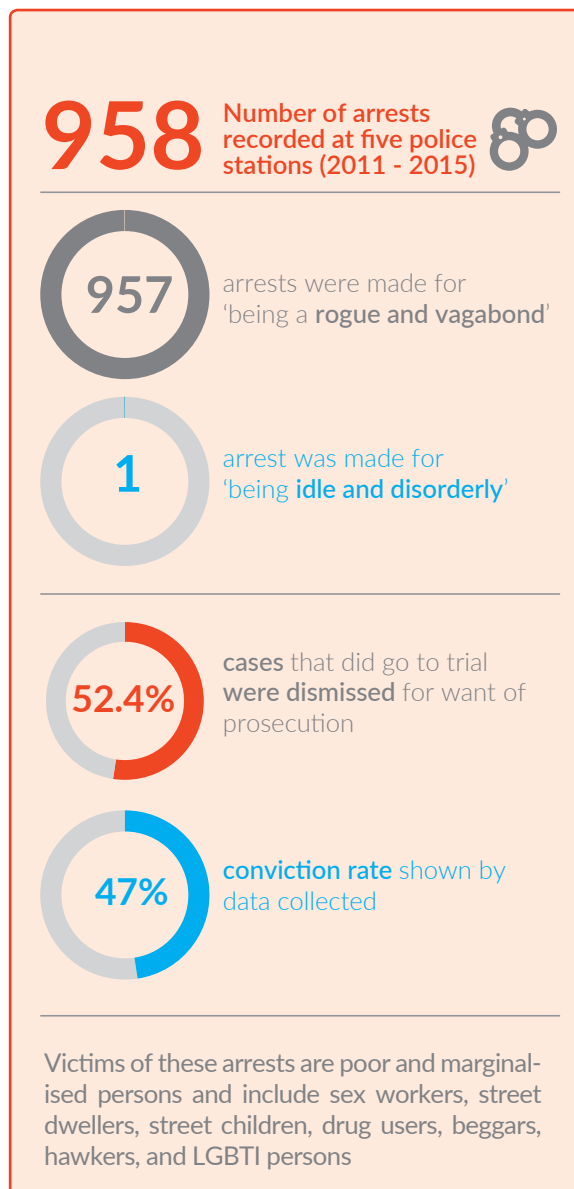 958
Number of arrests
recorded at five police
stations (2011 - 2015)
957
arrests were made for
‘being a rogue and vagabond’
1
arrest was made for
‘being idle and disorderly’
52.4%
cases that did go to trial
were dismissed for want of
prosecution
47%
conviction rate shown by
data collected
Victims of these arrests are poor and marginal-
ised persons and include sex workers, street
dwellers, street children, drug users, beggars,
hawkers, and LGBTI persons